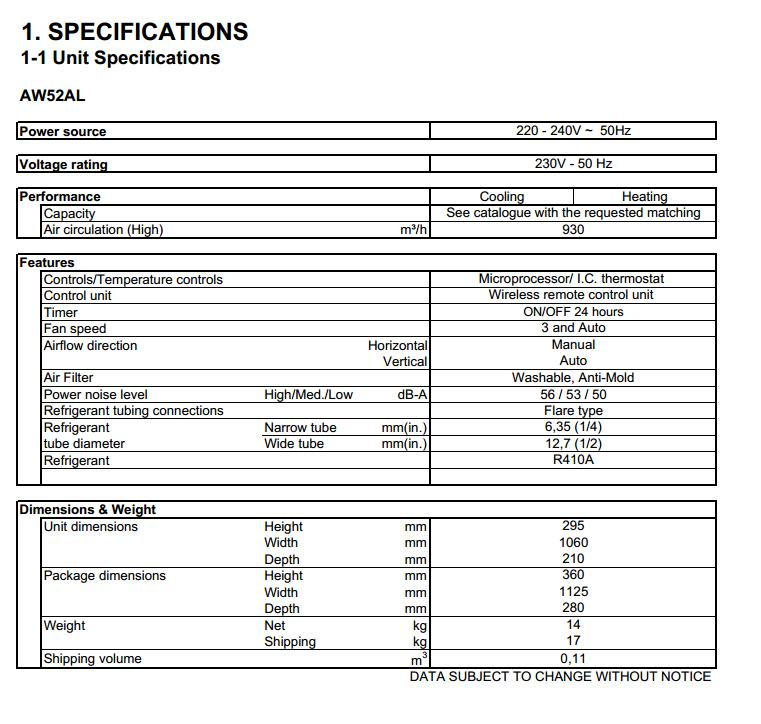 1. SPECIFICATIONS
1-1 Unit Specifications
AW52AL
Power source 220 - 240V ~ 50Hz
Voltage rating 230V - 50 Hz
Performance Cooling Heating
Capacity See catalogue with the requested matching
Air circulation (High) m³/h 930
Features
Controls/Temperature controls Microprocessor/ I.C. thermostat
Control unit Wireless remote control unit
Timer ON/OFF 24 hours
Fan speed 3 and Auto
Airflow direction Horizontal Manual
Vertical Auto
Air Filter Washable, Anti-Mold
Power noise level High/Med./Low dB-A 56 / 53 / 50
Refrigerant tubing connections Flare type
Refrigerant Narrow tube mm(in.) 6,35 (1/4)
tube diameter Wide tube mm(in.) 12,7 (1/2)
Refrigerant R410A
Dimensions & Weight
Unit dimensions Height mm 295
Width mm 1060
Depth mm 210
Package dimensions Height mm 360
Width mm 1125
Depth mm 280
Weight Net kg 14
Shipping kg 17
Shipping volume m³ 0,11
DATA SUBJECT TO CHANGE WITHOUT NOTICE